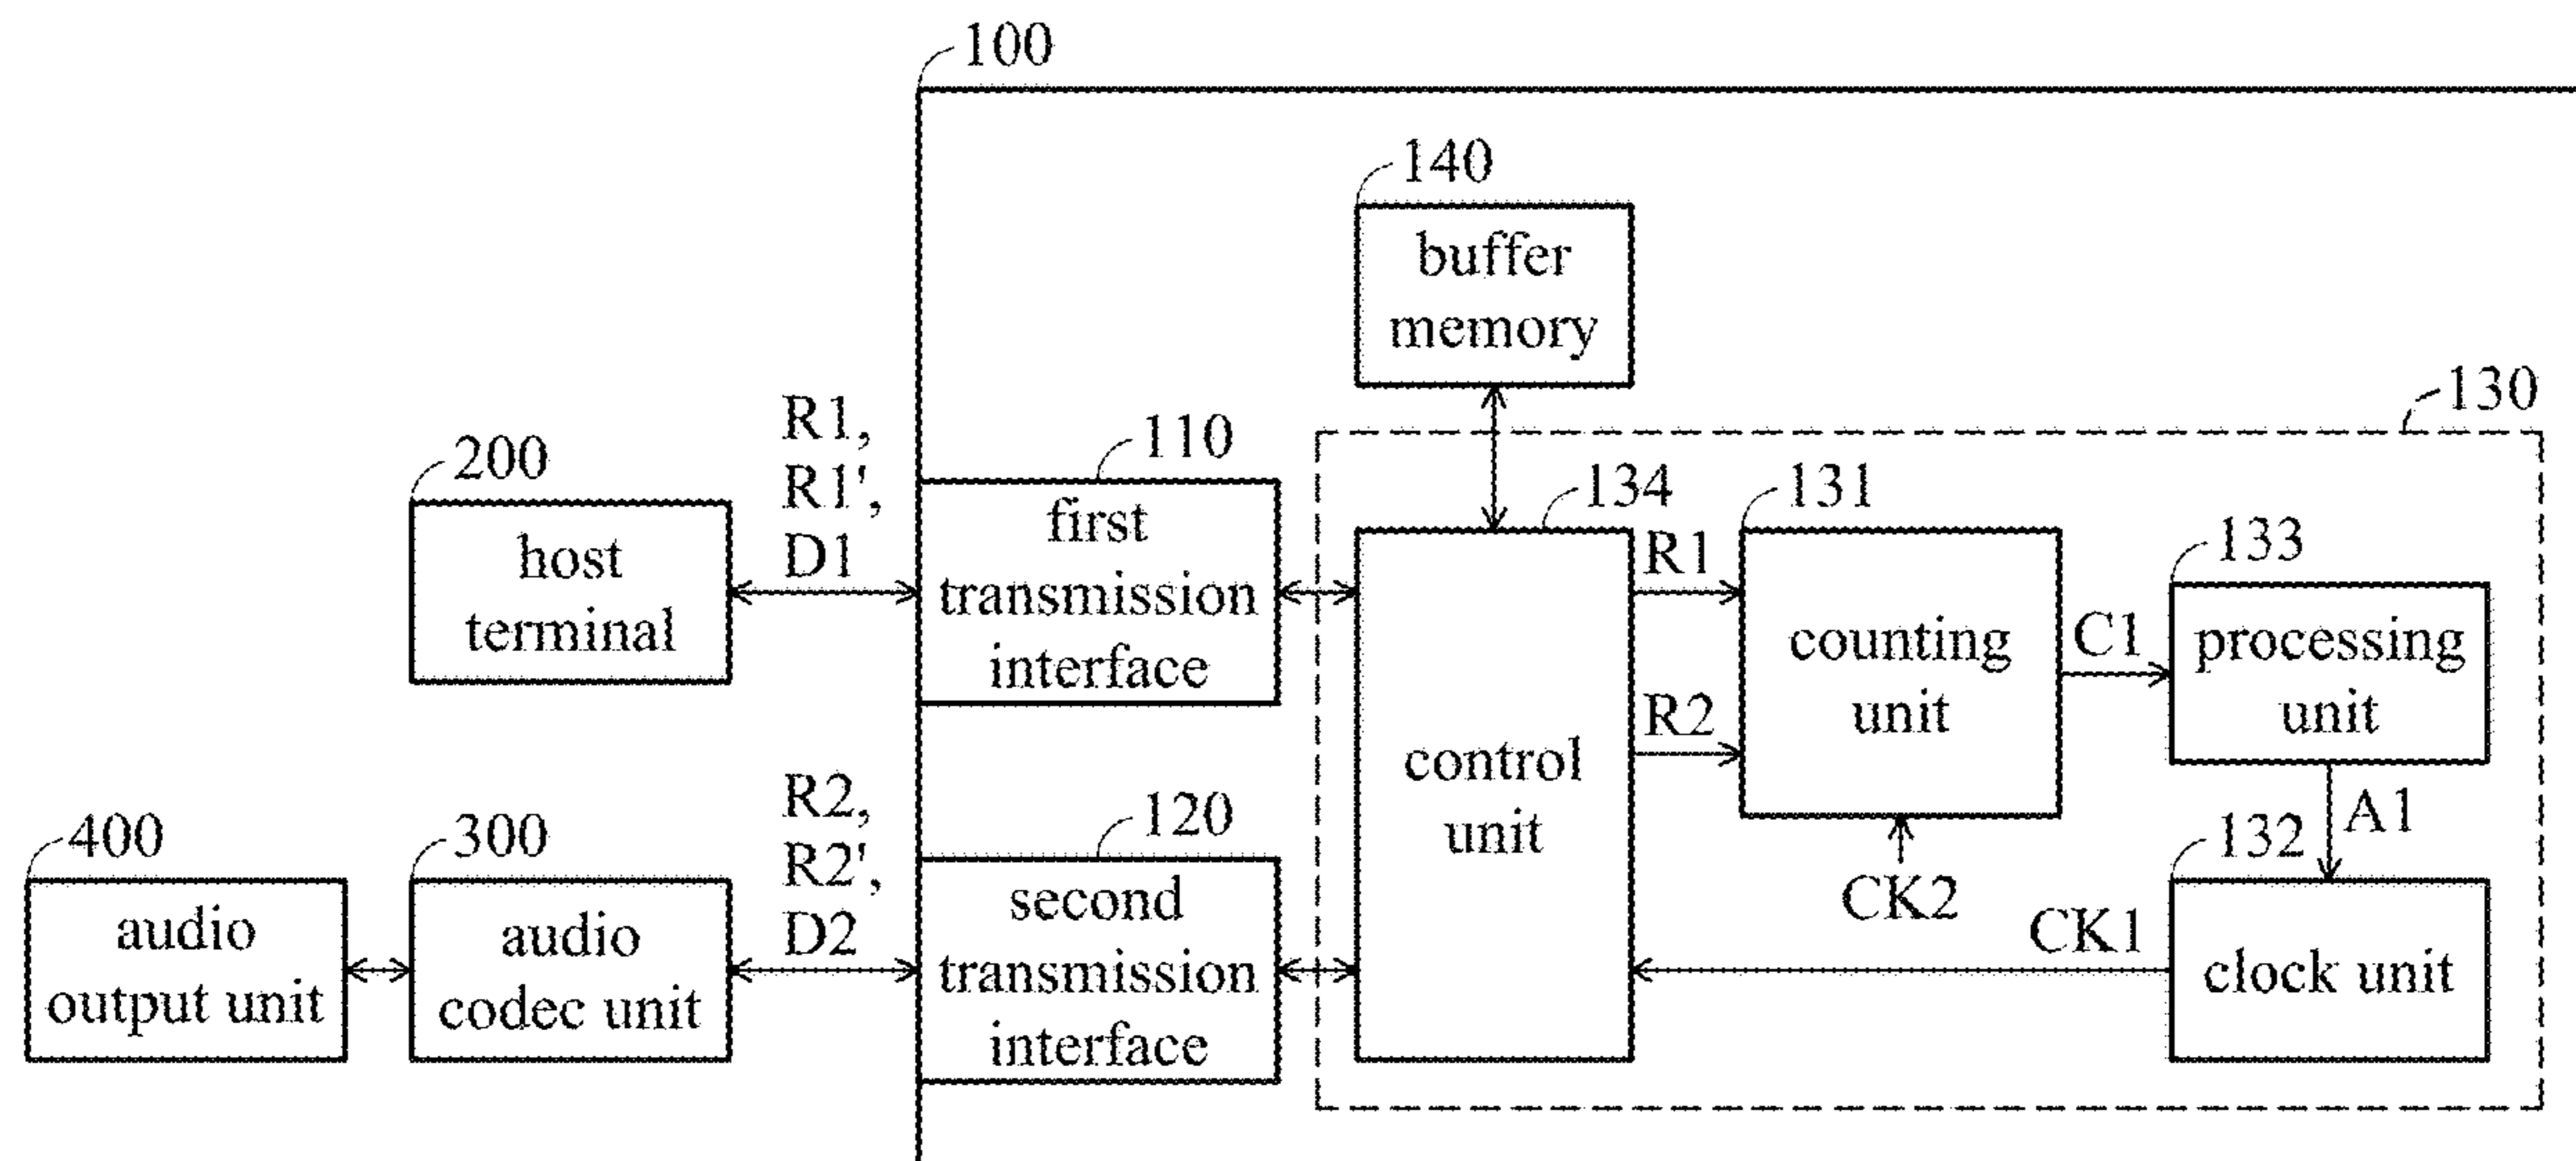 100
140
buffer
memory
130
R1,
R1',
D1
200
host
terminal
110
first
transmission
interface
134
control
unit
R1
R2
131
counting
unit
C1
133
processing
unit
A1
CK2
CK1
132
clock unit
400
audio
output unit
300
audio
codec unit
R2,
R2',
D2
120
second
transmission
interface